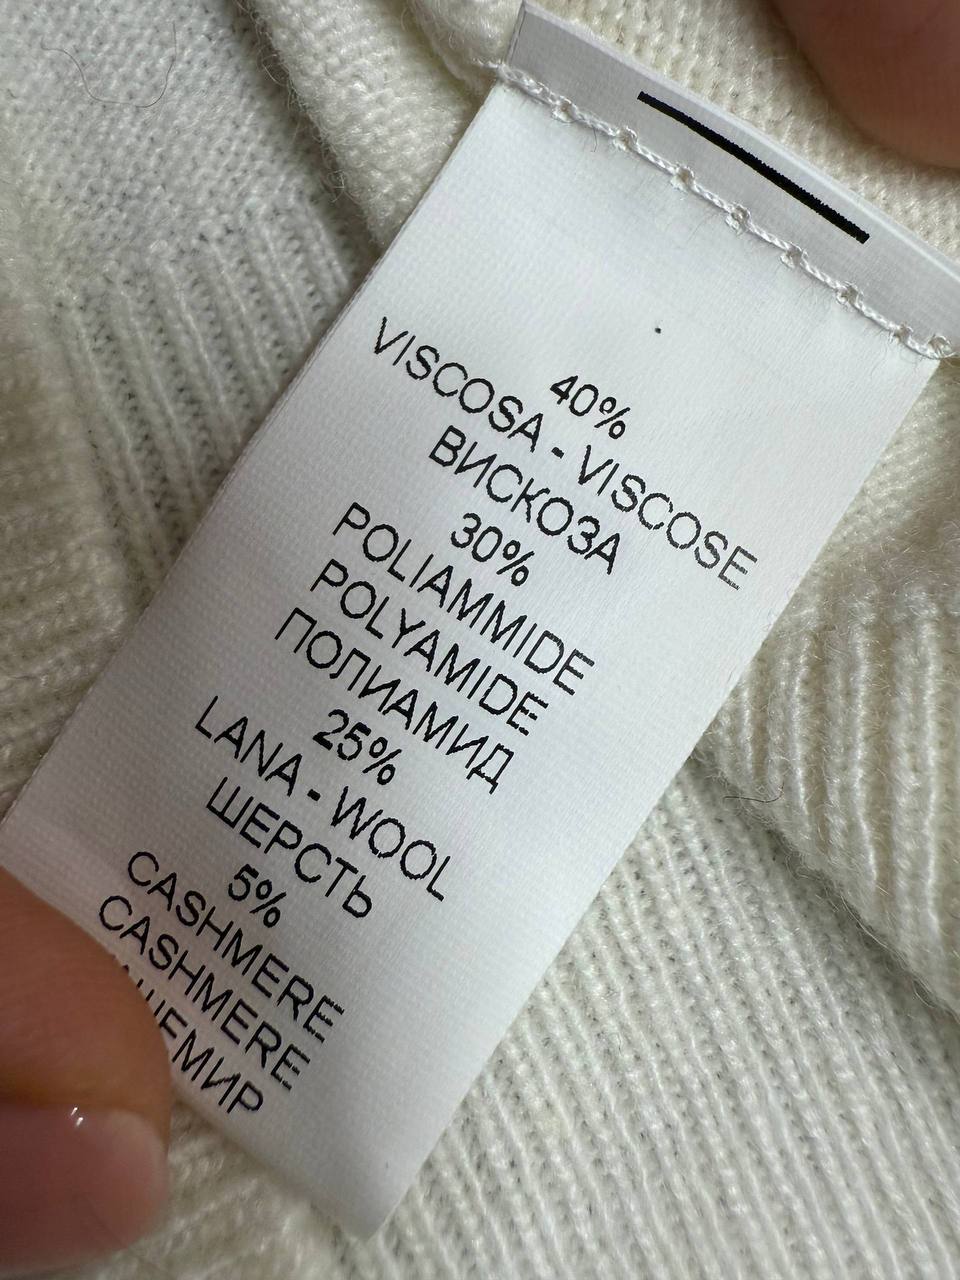 40%
VISCOSA - VISCOSE
ВИСКОЗА
30%
POLIAMMIDE
POLYAMIDE
ПОЛИАМИД
25%
LANA - WOOL
ШЕРСТЬ
5%
CASHMERE
CASHMERE